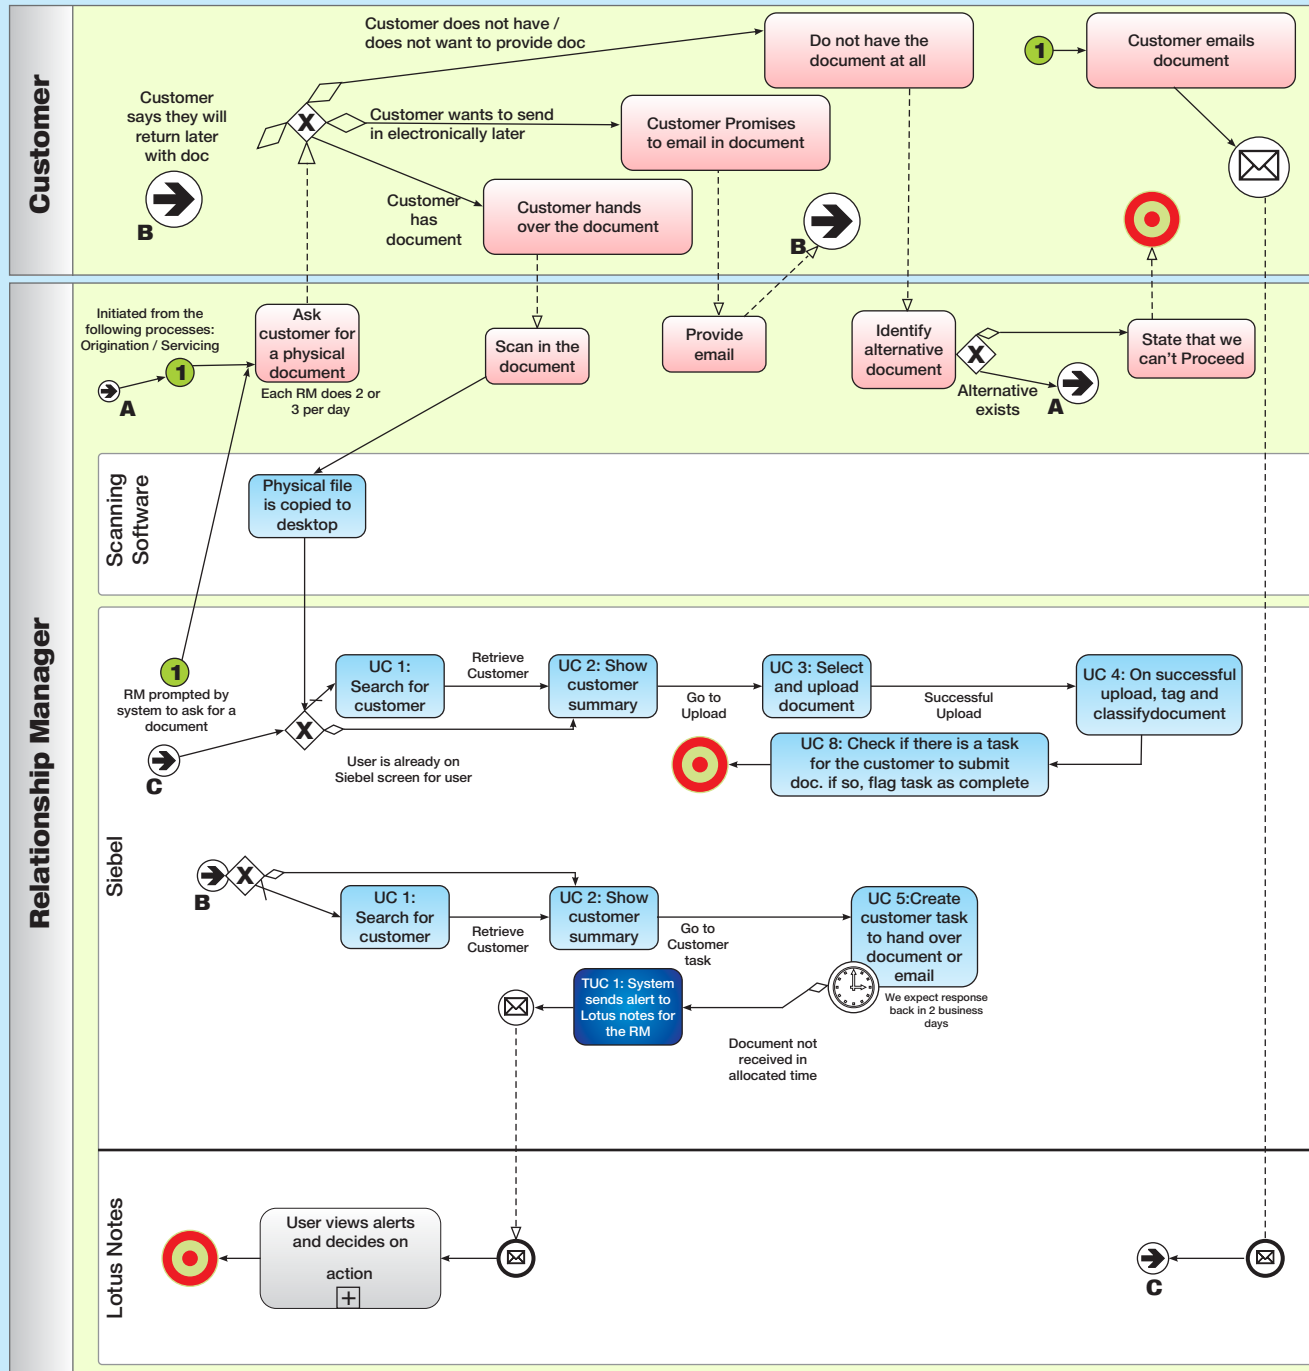 Customer
Customer does not have /
does not want to provide doc
Do not have the
document at all
1
Customer emails
document
Customer
says they will
return later
with doc
B
X
Customer wants to send
in electronically later
Customer Promises
to email in document
Customer
has
document
Customer hands
over the document
B
Relationship Manager
Initiated from the
following processes:
Origination / Servicing
A
1
Ask
customer for
a physical
document
Each RM does 2 or
3 per day
Scan in the
document
Provide
email
Identify
alternative
document
X
Alternative
exists
A
State that we
can't Proceed
Scanning
Software
Physical file
is copied to
desktop
Siebel
1
RM prompted by
system to ask for a
document
C
X
UC 1:
Search for
customer
Retrieve
Customer
UC 2: Show
customer
summary
Go to
Upload
UC 3: Select
and upload
document
Successful
Upload
UC 4: On successful
upload, tag and
classifydocument
User is already on
Siebel screen for user
UC 8: Check if there is a task
for the customer to submit
doc. if so, flag task as complete
B
X
UC 1:
Search for
customer
Retrieve
Customer
UC 2: Show
customer
summary
Go to
Customer
task
UC 5:Create
customer task
to hand over
document or
email
We expect response
back in 2 business
days
TUC 1: System
sends alert to
Lotus notes for
the RM
Document not
received in
allocated time
Lotus Notes
User views alerts
and decides on
action
C